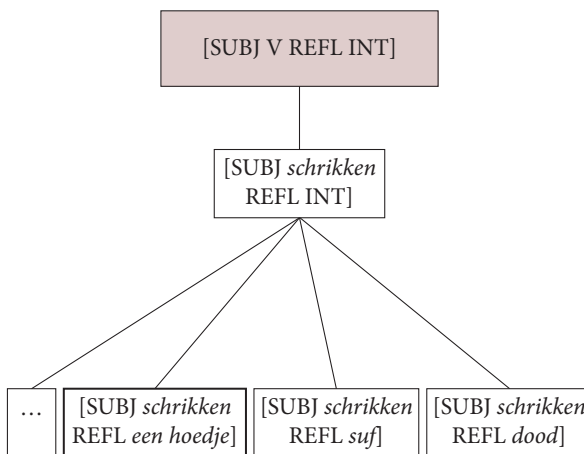 [SUBJ V REFL INT]
[SUBJ schrikken
REFL INT]
…
[SUBJ schrikken
REFL een hoedje]
[SUBJ schrikken
REFL suf]
[SUBJ schrikken
REFL dood]